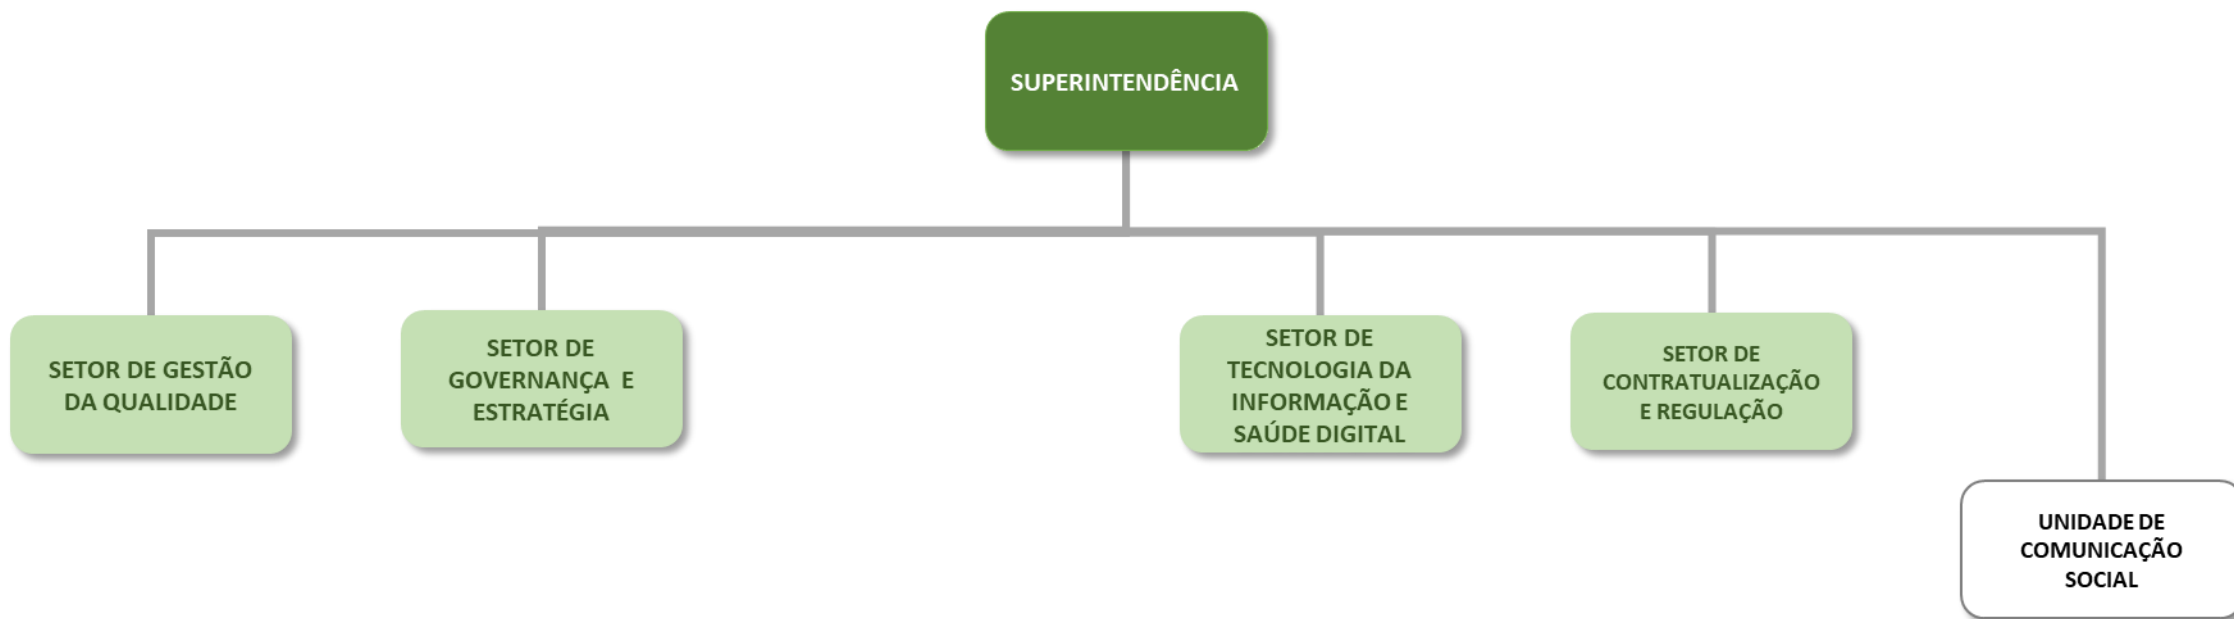 SUPERINTENDÊNCIA
SETOR DE GESTÃO
DA QUALIDADE
SETOR DE
GOVERNANÇA E
ESTRATÉGIA
SETOR DE
TECNOLOGIA DA
INFORMAÇÃO E
SAÚDE DIGITAL
SETOR DE
CONTRATUALIZAÇÃO
E REGULAÇÃO
UNIDADE DE
COMUNICAÇÃO
SOCIAL